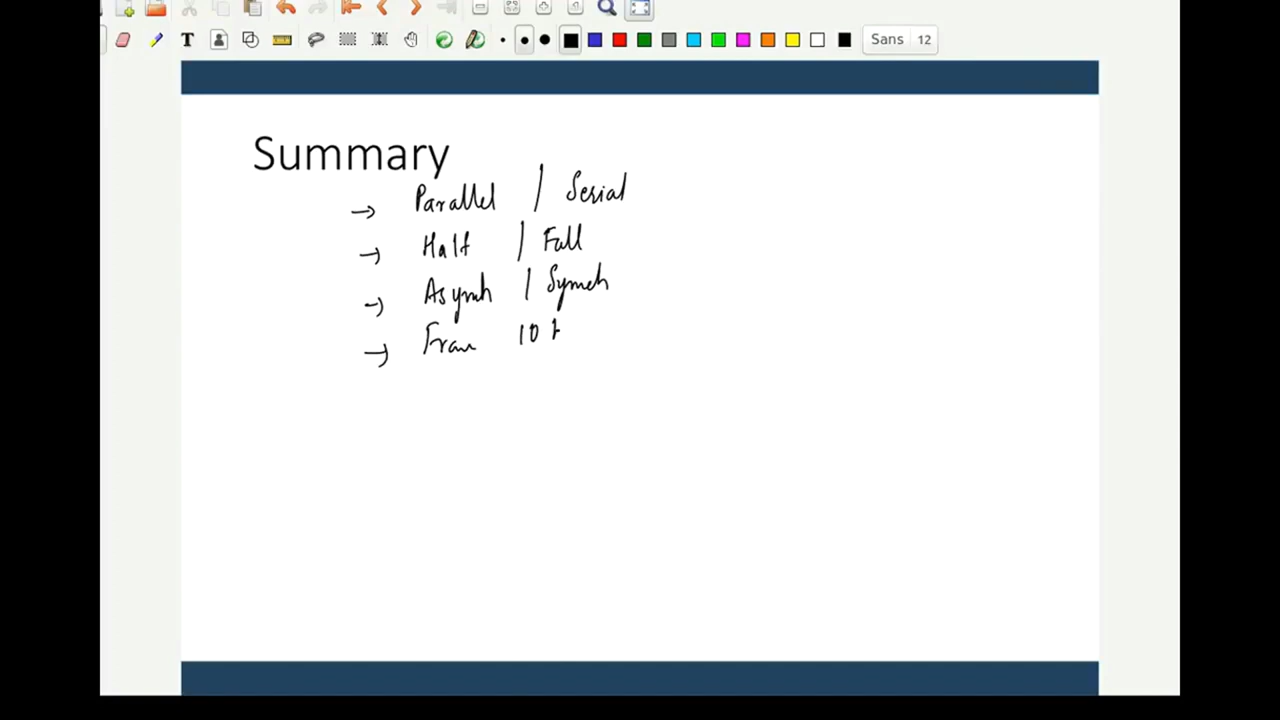 T Sans 12
Summary
→ Parallel / Serial
→ Half / Full
→ Asynch / Synch
→ Fram 10